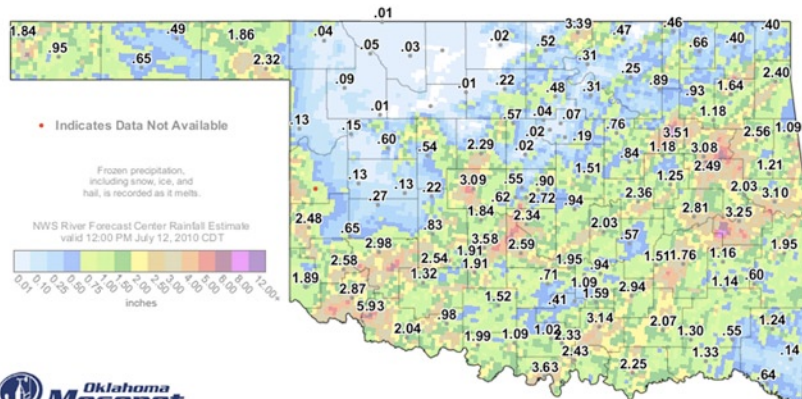 .01
1.84 .95 .65 .49 1.86 2.32
.04 .05 .03 .02 .52 3.39 .47 .46 .40
.31 .66 .40
.09 .01 .22 .48 .31 .25 .89 .93 1.64 2.40
.13 .15 .01 .57 .04 .07 .76 1.18
.60 .54 2.29 .02 .02 .19 .84 3.51 1.18 3.08 2.56 1.09
.13 .27 .13 .22 3.09 .55 .90 1.51 1.25 2.49 1.21
.62 2.72 .94 2.36 2.03 3.10
2.48 .65 .83 1.84 2.34 2.03 .57 2.81 3.25
2.98 3.58 2.59 1.95
2.58 2.54 1.91 1.95 .94 1.51 1.76 1.16
1.89 1.32 1.91 .71 1.09 2.94 1.14 .60
2.87 1.52 .41 1.59
5.93 .98 3.14 2.07 1.24
2.04 1.99 1.09 1.02 2.33 1.30 .55
2.43 1.33 .14
3.63 2.25 .64
• Indicates Data Not Available
Frozen precipitation,
including snow, ice, and
hail, is recorded as it melts.
NWS River Forecast Center Rainfall Estimate
valid 12:00 PM July 12, 2010 CDT
0.01 0.10 0.25 0.50 0.75 1.00 1.50 2.00 2.50 3.00 4.00 5.00 6.00 8.00 12.00+
inches
Oklahoma
Mesonet